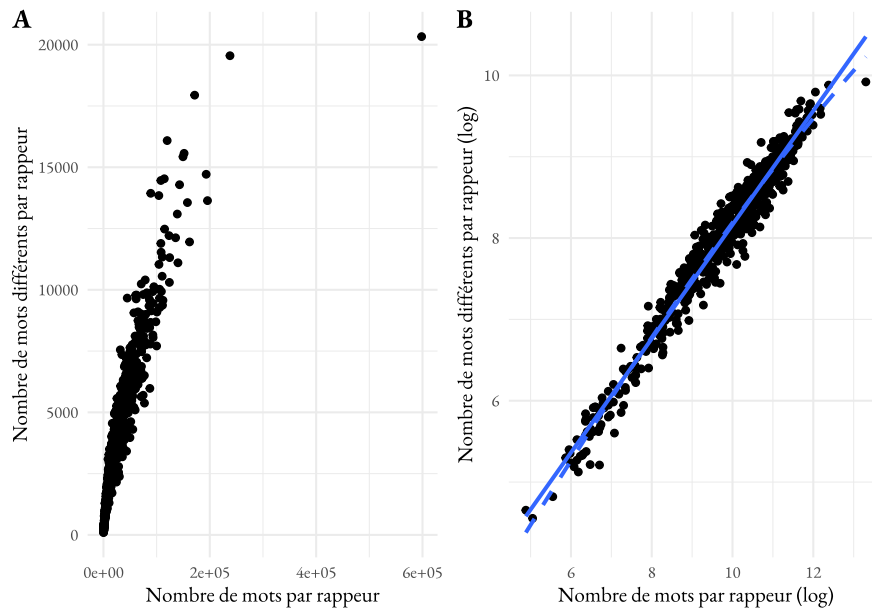 A
Nombre de mots différents par rappeur
20000
15000
10000
5000
0
0e+00 2e+05 4e+05 6e+05
Nombre de mots par rappeur
B
Nombre de mots différents par rappeur (log)
10
8
6
6 8 10 12
Nombre de mots par rappeur (log)